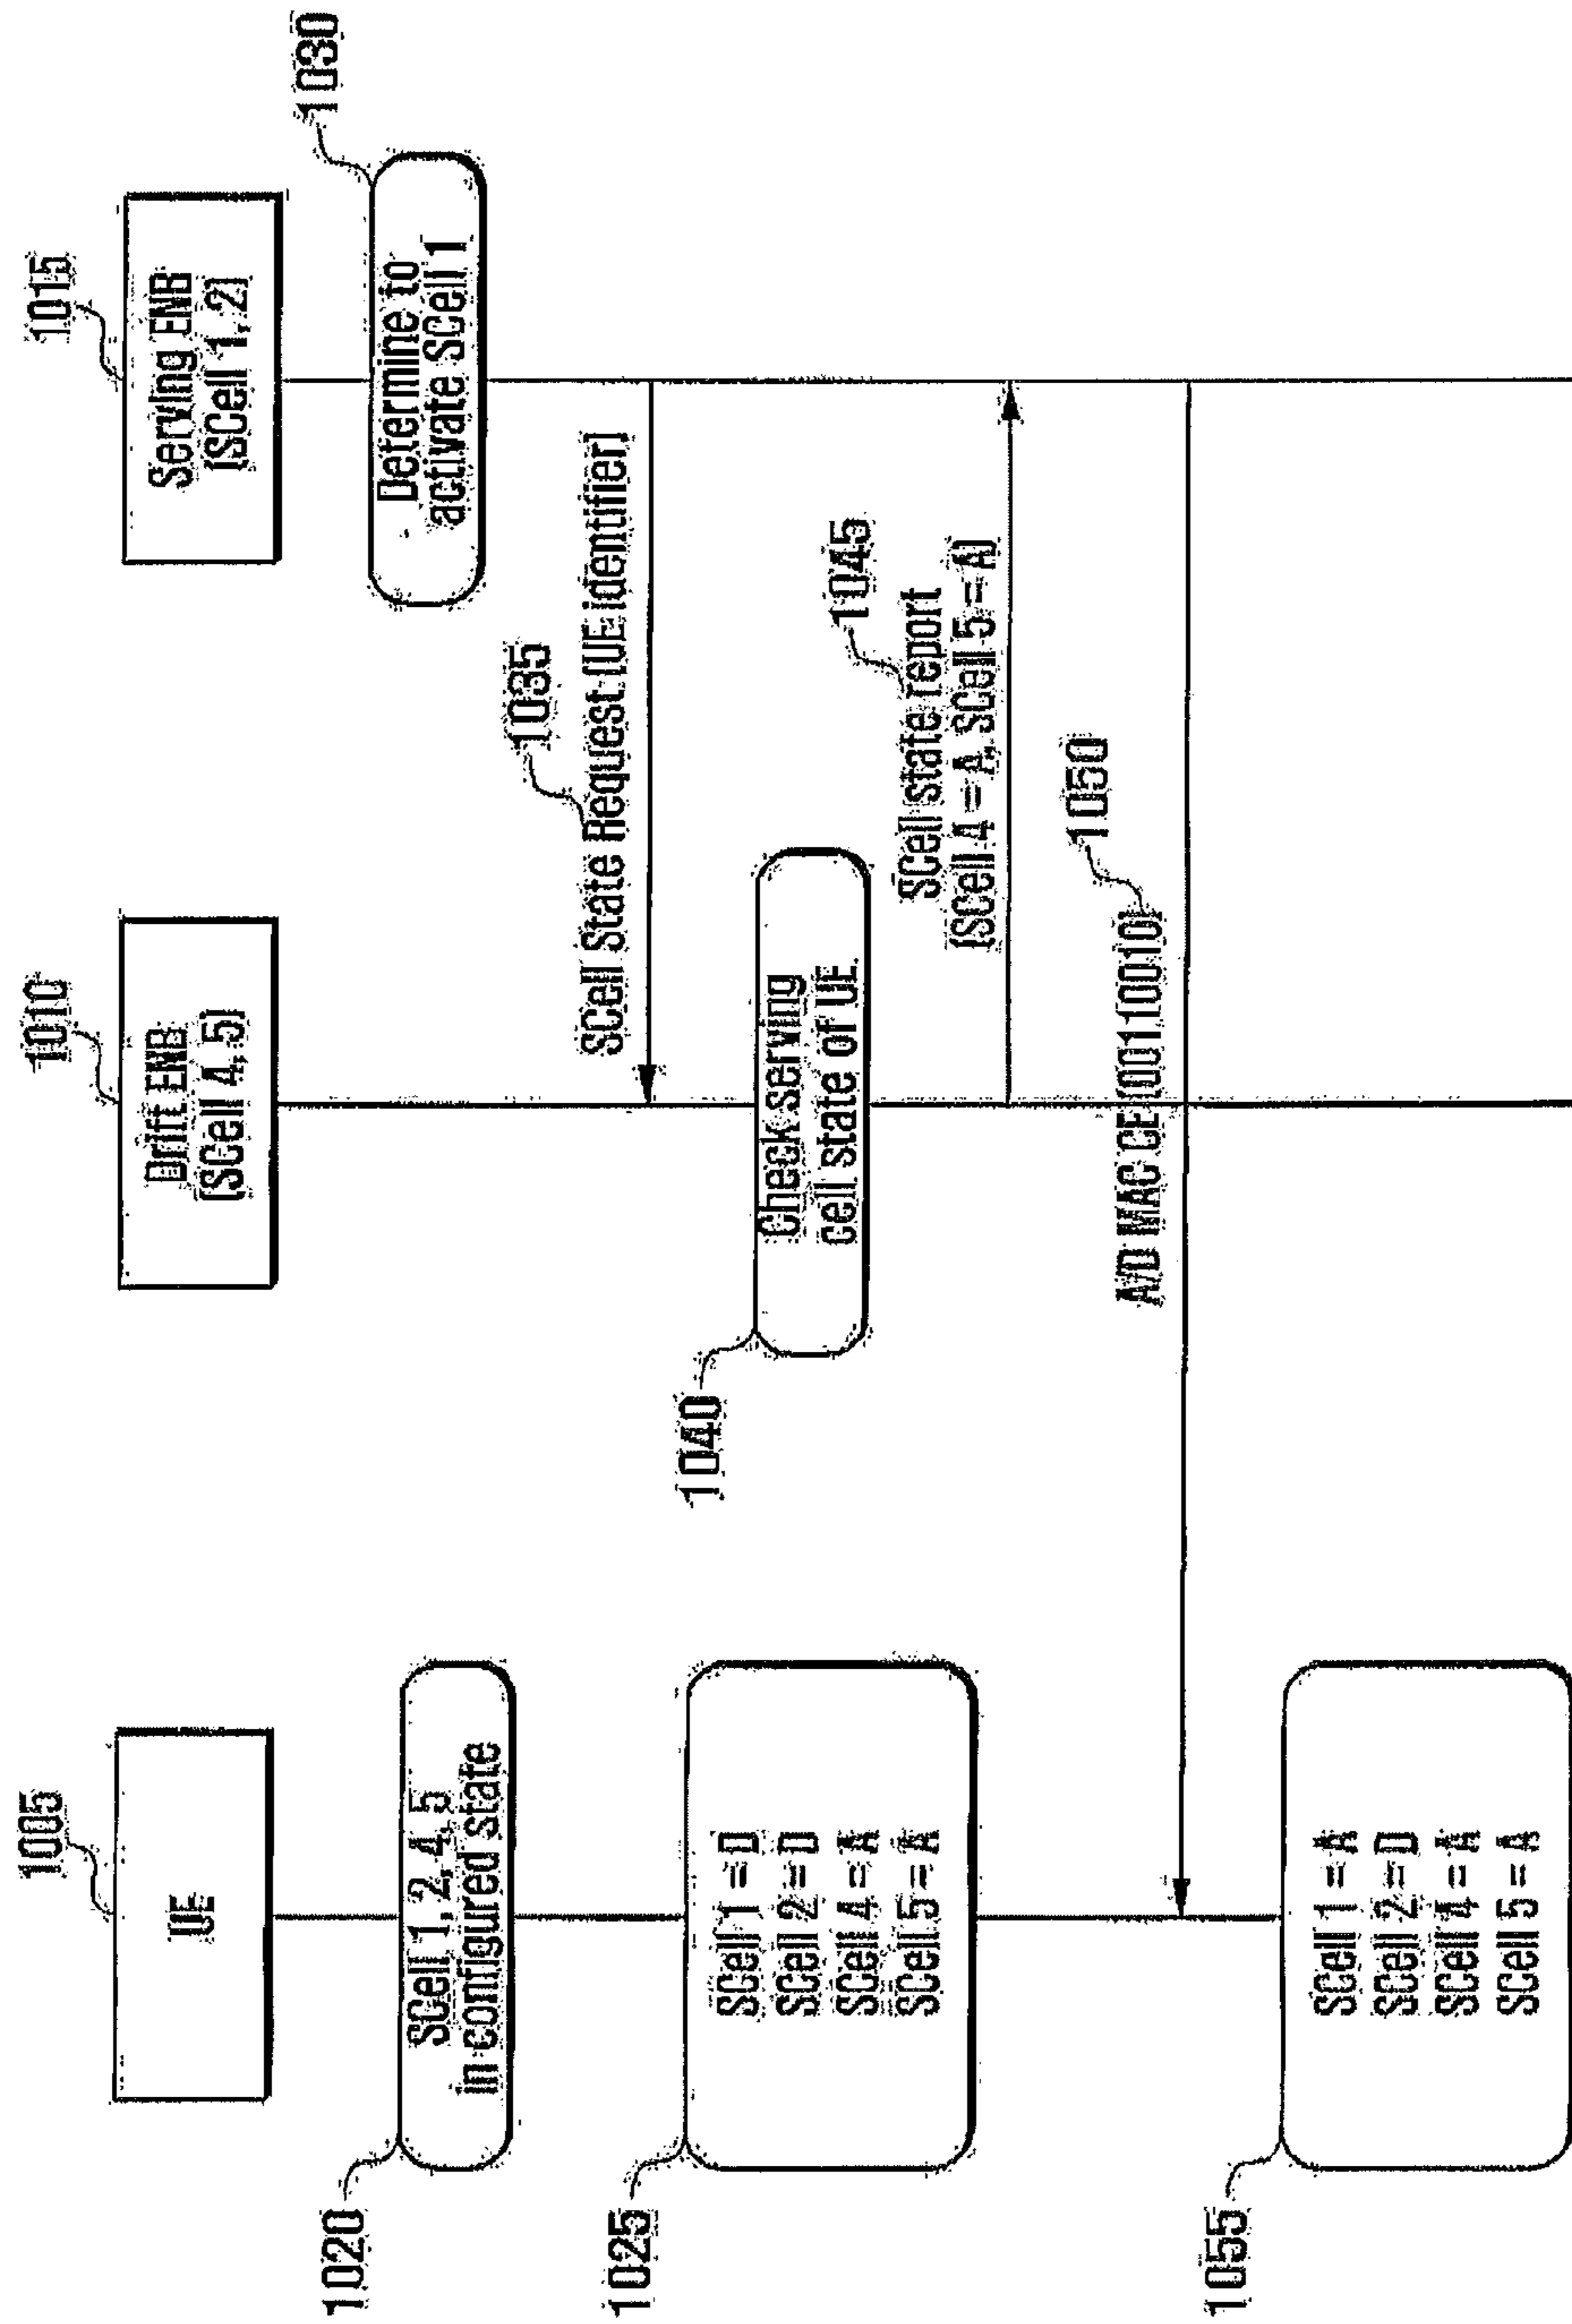 1005
UE
1010
Drift ENB
(SCell 4, 5)
1015
Serving ENB
(SCell 1, 2)
1020
SCell 1, 2, 4, 5
in configured state
1030
Determine to
activate SCell 1
1025
SCell 1 = D
SCell 2 = D
SCell 4 = A
SCell 5 = A
1035
SCell State Request (UE identifier)
1040
Check serving
cell state of UE
1045
SCell state report
(SCell 4 = A, SCell 5 = A)
1050
A/D MAC CE (00110010)
1055
SCell 1 = A
SCell 2 = D
SCell 4 = A
SCell 5 = A